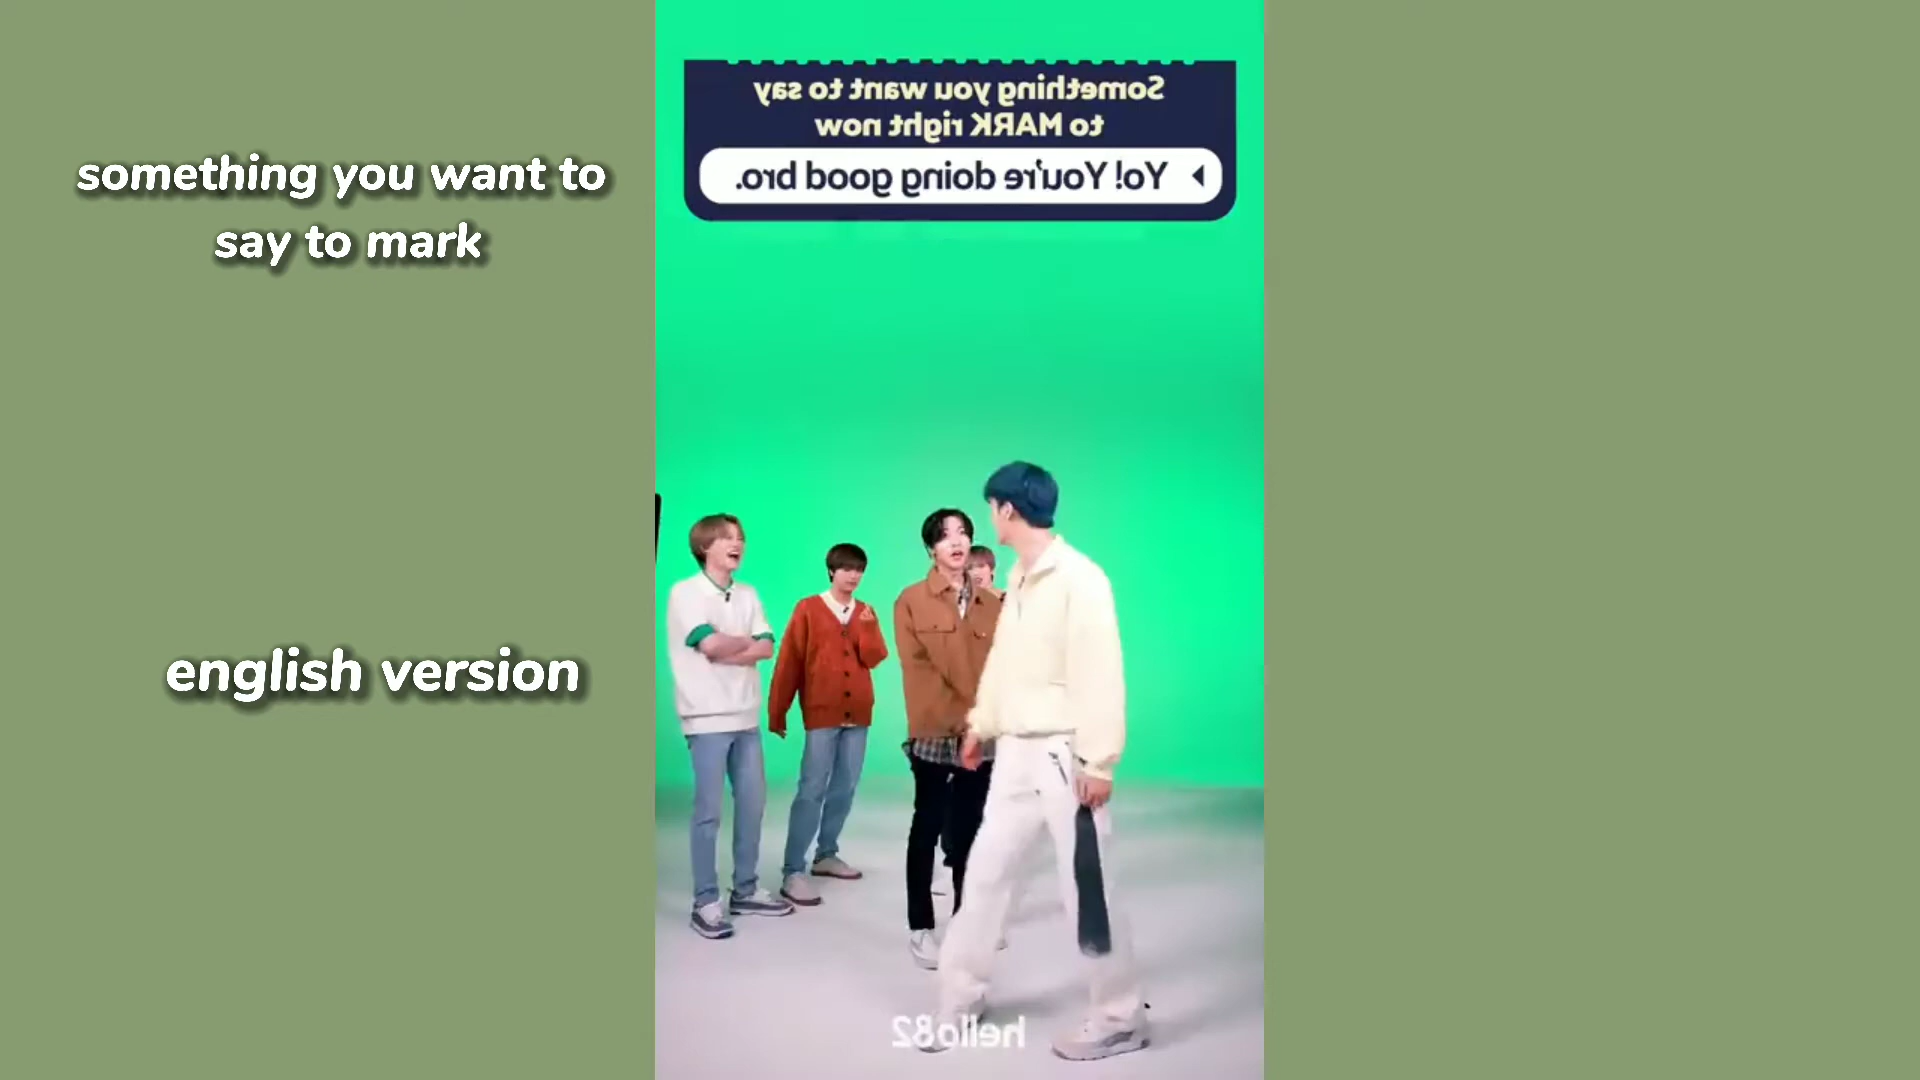 something you want to
say to mark
english version
Something you want to say
to MARK right now
Yo! You're doing good bro.
hello82